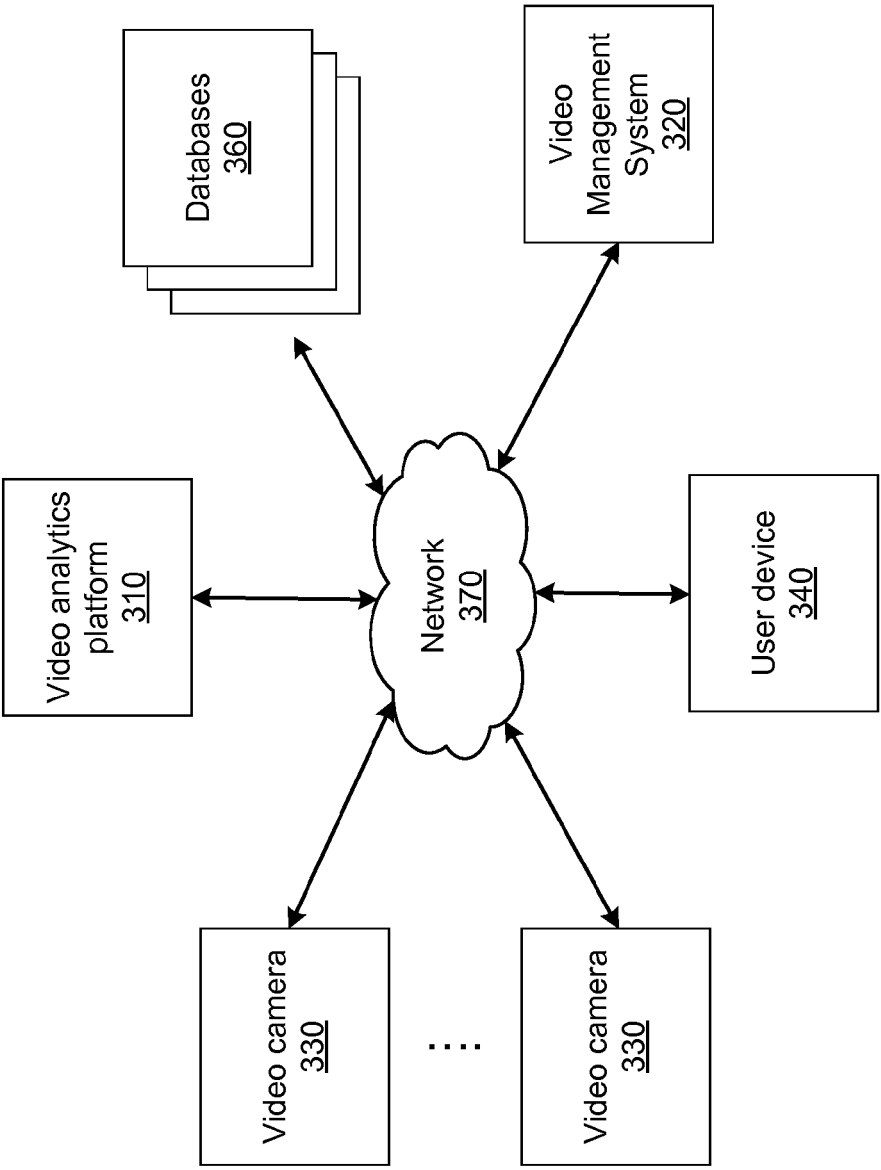 Video analytics
platform
310
Databases
360
Video camera
330
Network
370
....
Video camera
330
User device
340
Video
Management
System
320